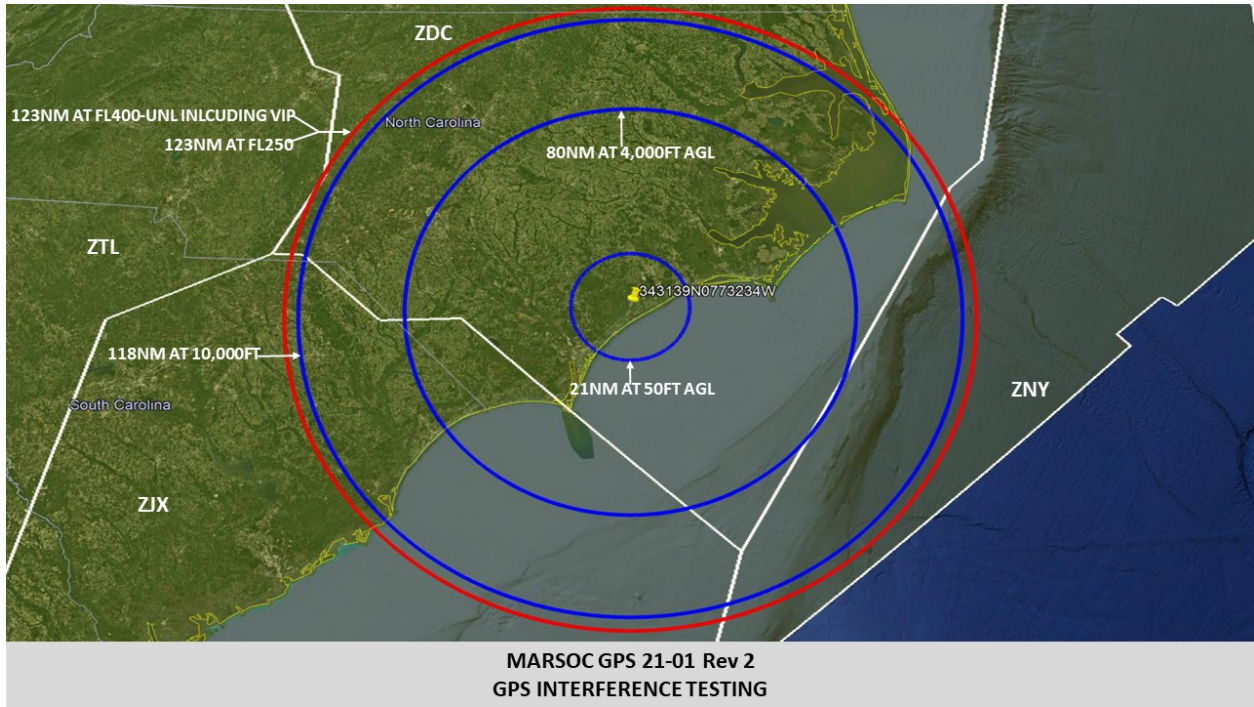 ZDC
123NM AT FL400-UNL INLCUDING VIP
North Carolina
123NM AT FL250
80NM AT 4,000FT AGL
ZTL
343139N0773234W
118NM AT 10,000FT
21NM AT 50FT AGL
South Carolina
ZNY
ZJX
MARSOC GPS 21-01 Rev 2
GPS INTERFERENCE TESTING